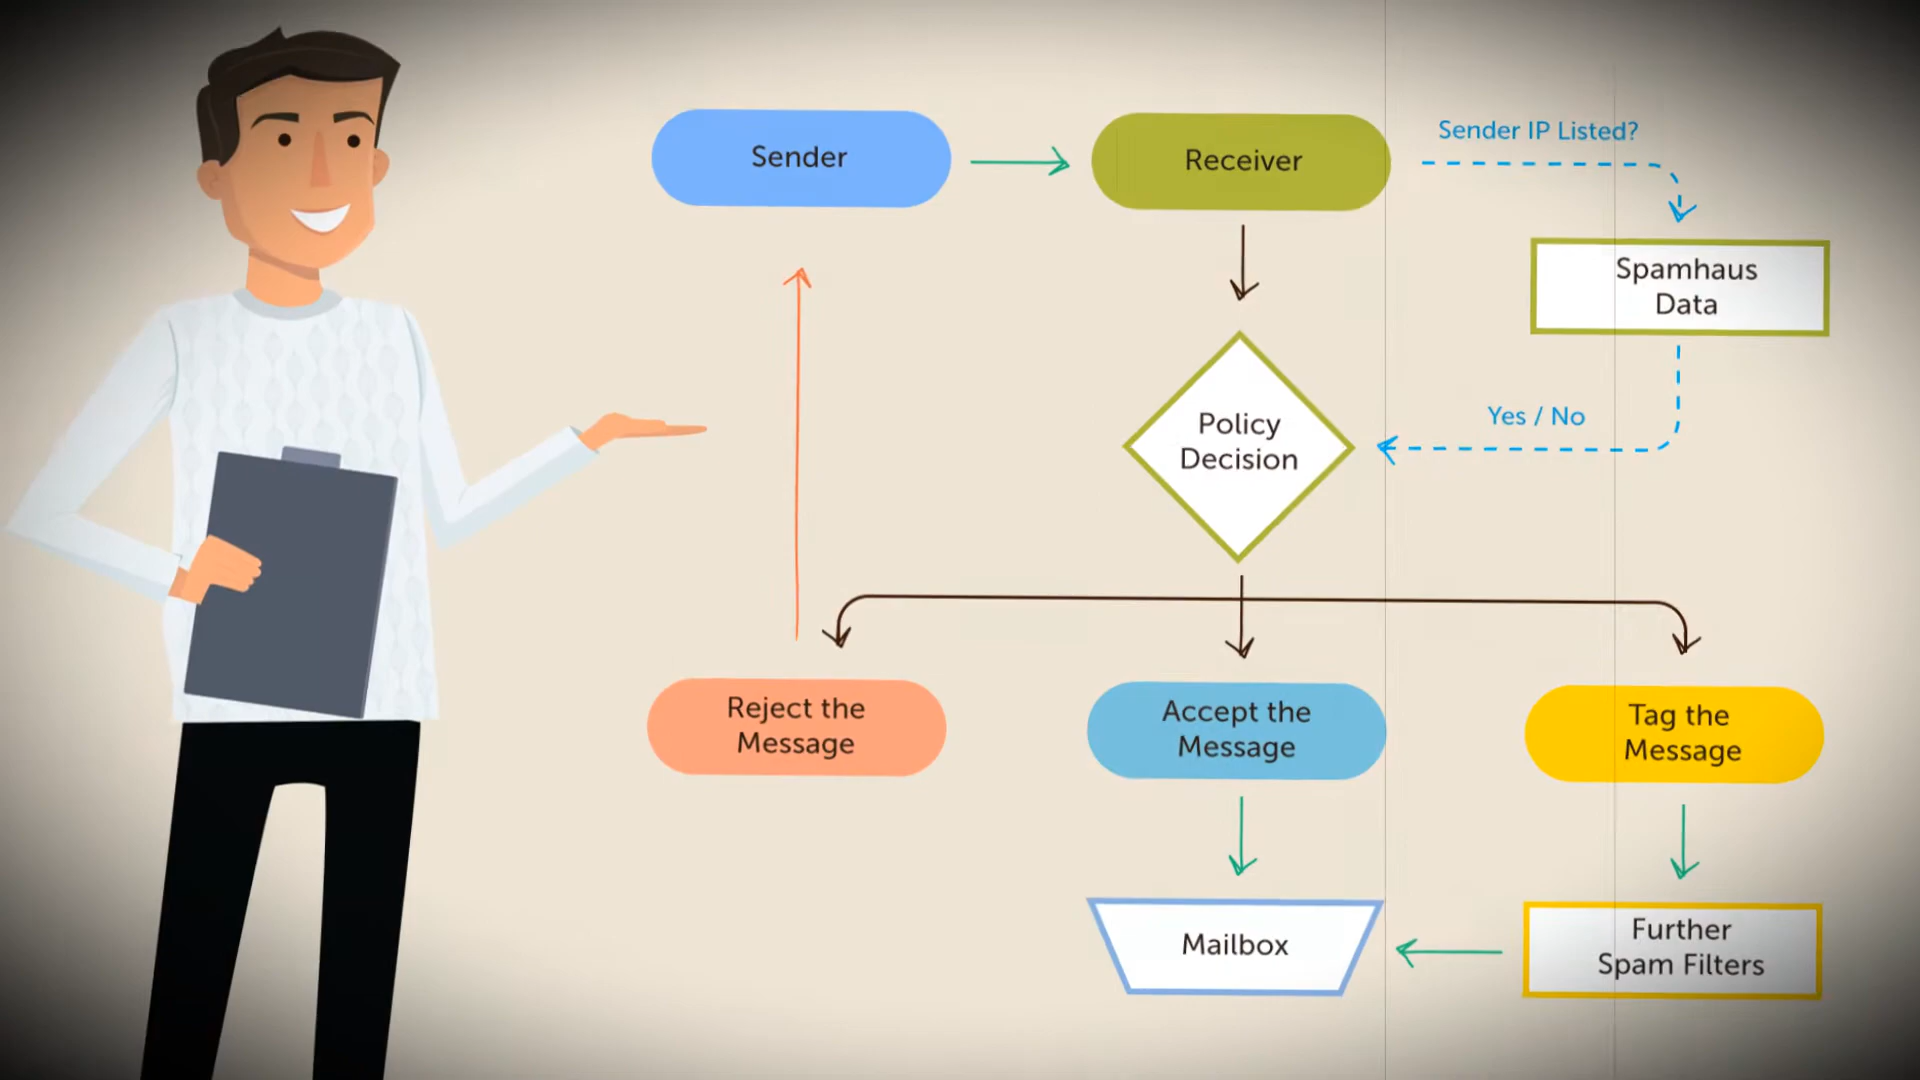 Sender
Receiver
Sender IP Listed?
Spamhaus
Data
Policy
Decision
Yes / No
Reject the
Message
Accept the
Message
Tag the
Message
Mailbox
Further
Spam Filters